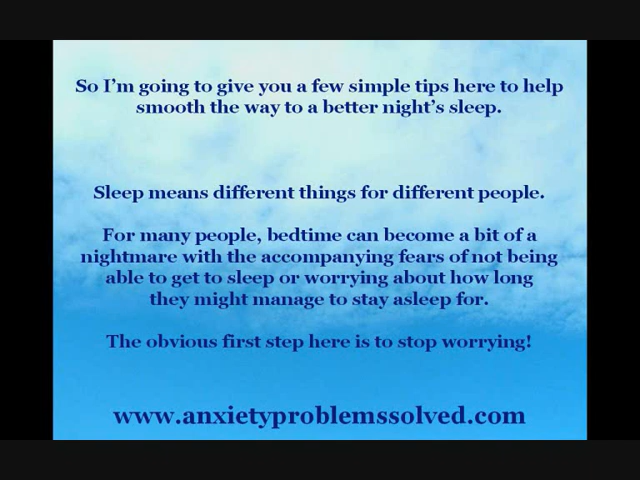 So I'm going to give you a few simple tips here to help
smooth the way to a better night's sleep.
Sleep means different things for different people.
For many people, bedtime can become a bit of a
nightmare with the accompanying fears of not being
able to get to sleep or worrying about how long
they might manage to stay asleep for.
The obvious first step here is to stop worrying!
www.anxietyproblemssolved.com